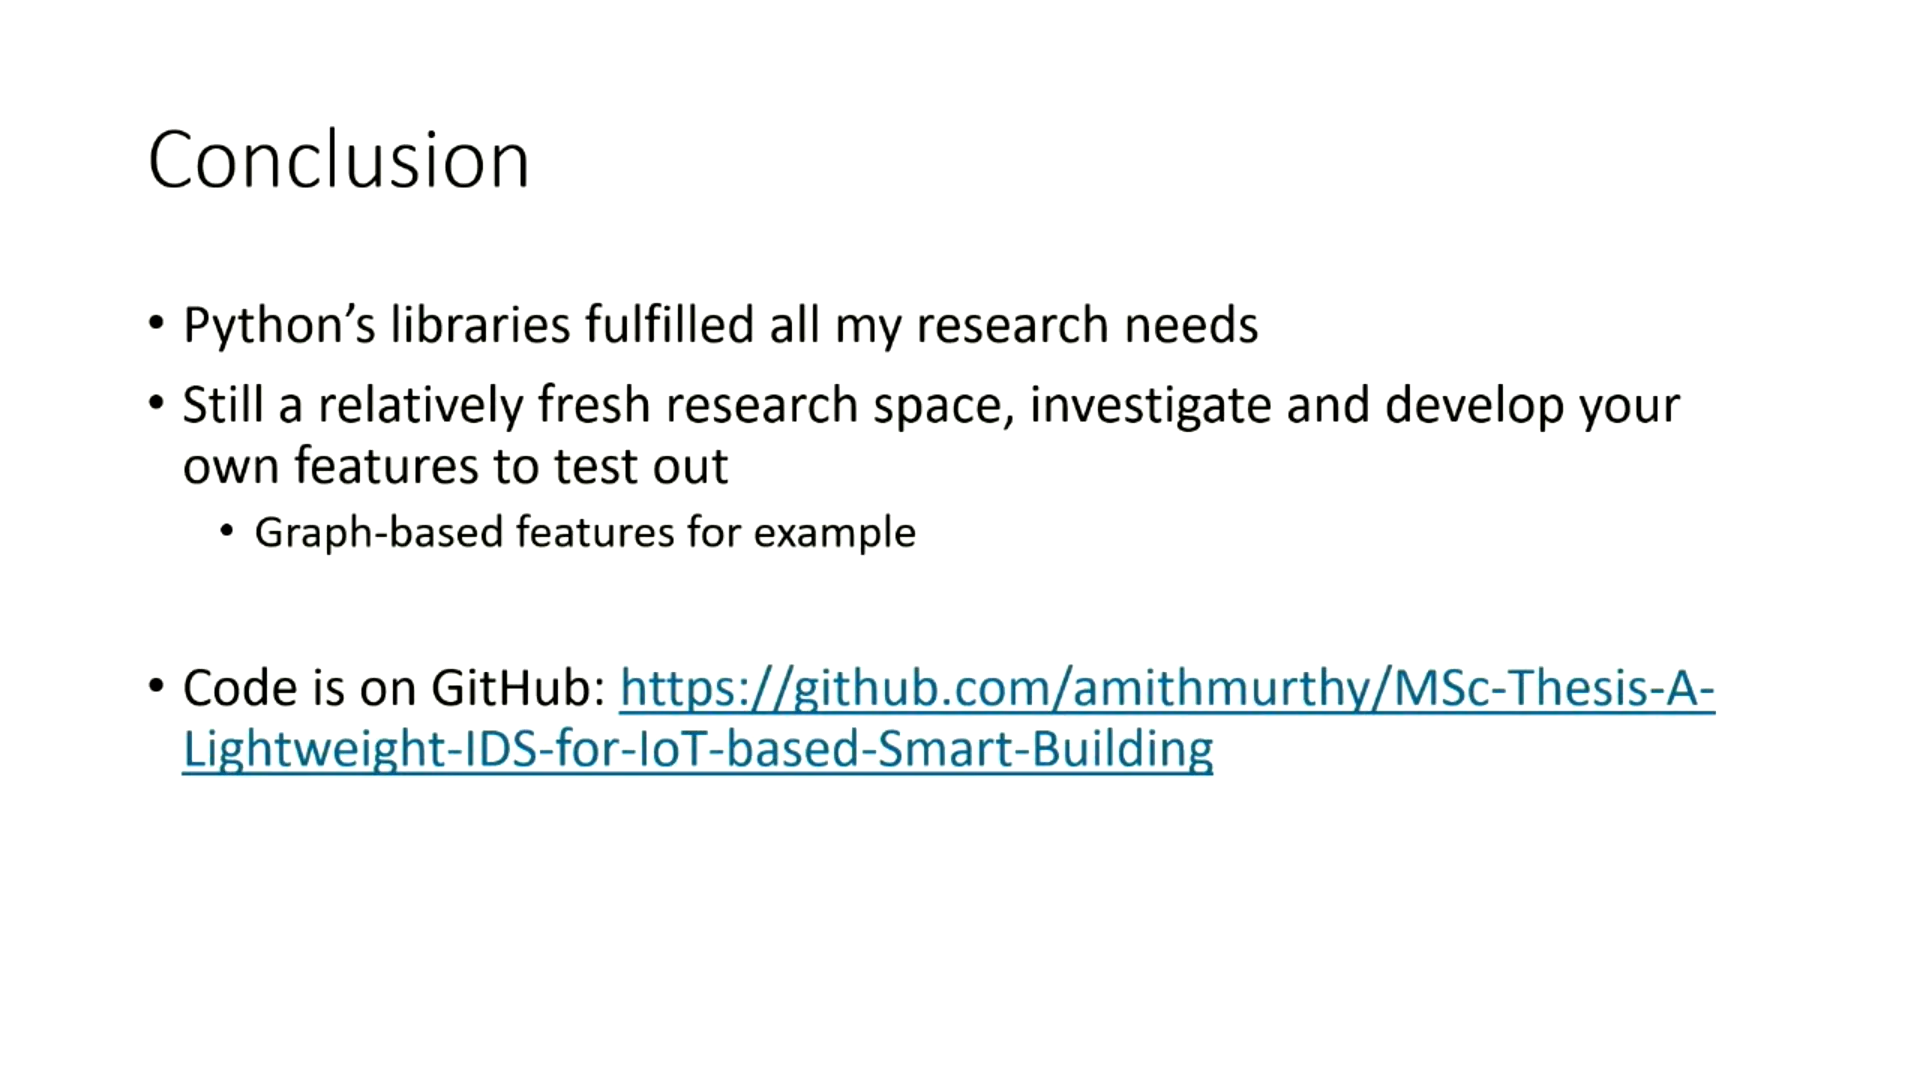 Conclusion
• Python’s libraries fulfilled all my research needs
• Still a relatively fresh research space, investigate and develop your
own features to test out
• Graph-based features for example
• Code is on GitHub: https://github.com/amithmurthy/MSc-Thesis-A-
Lightweight-IDS-for-IoT-based-Smart-Building